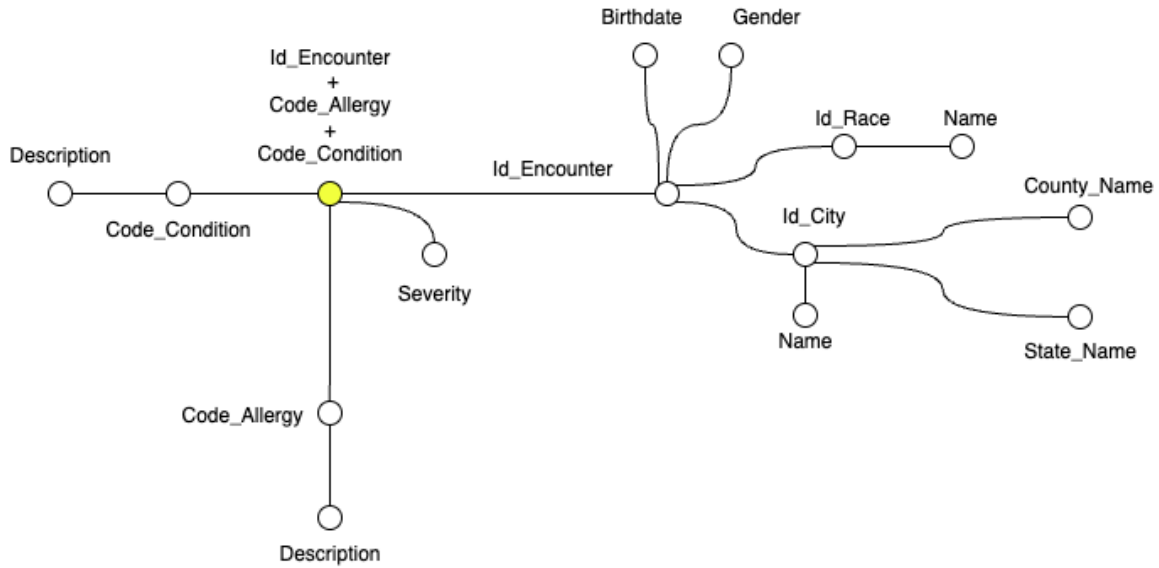 Birthdate
Gender
Id_Encounter
+
Code_Allergy
+
Code_Condition
Id_Race
Name
Description
Id_Encounter
County_Name
Code_Condition
Id_City
Severity
Name
State_Name
Code_Allergy
Description